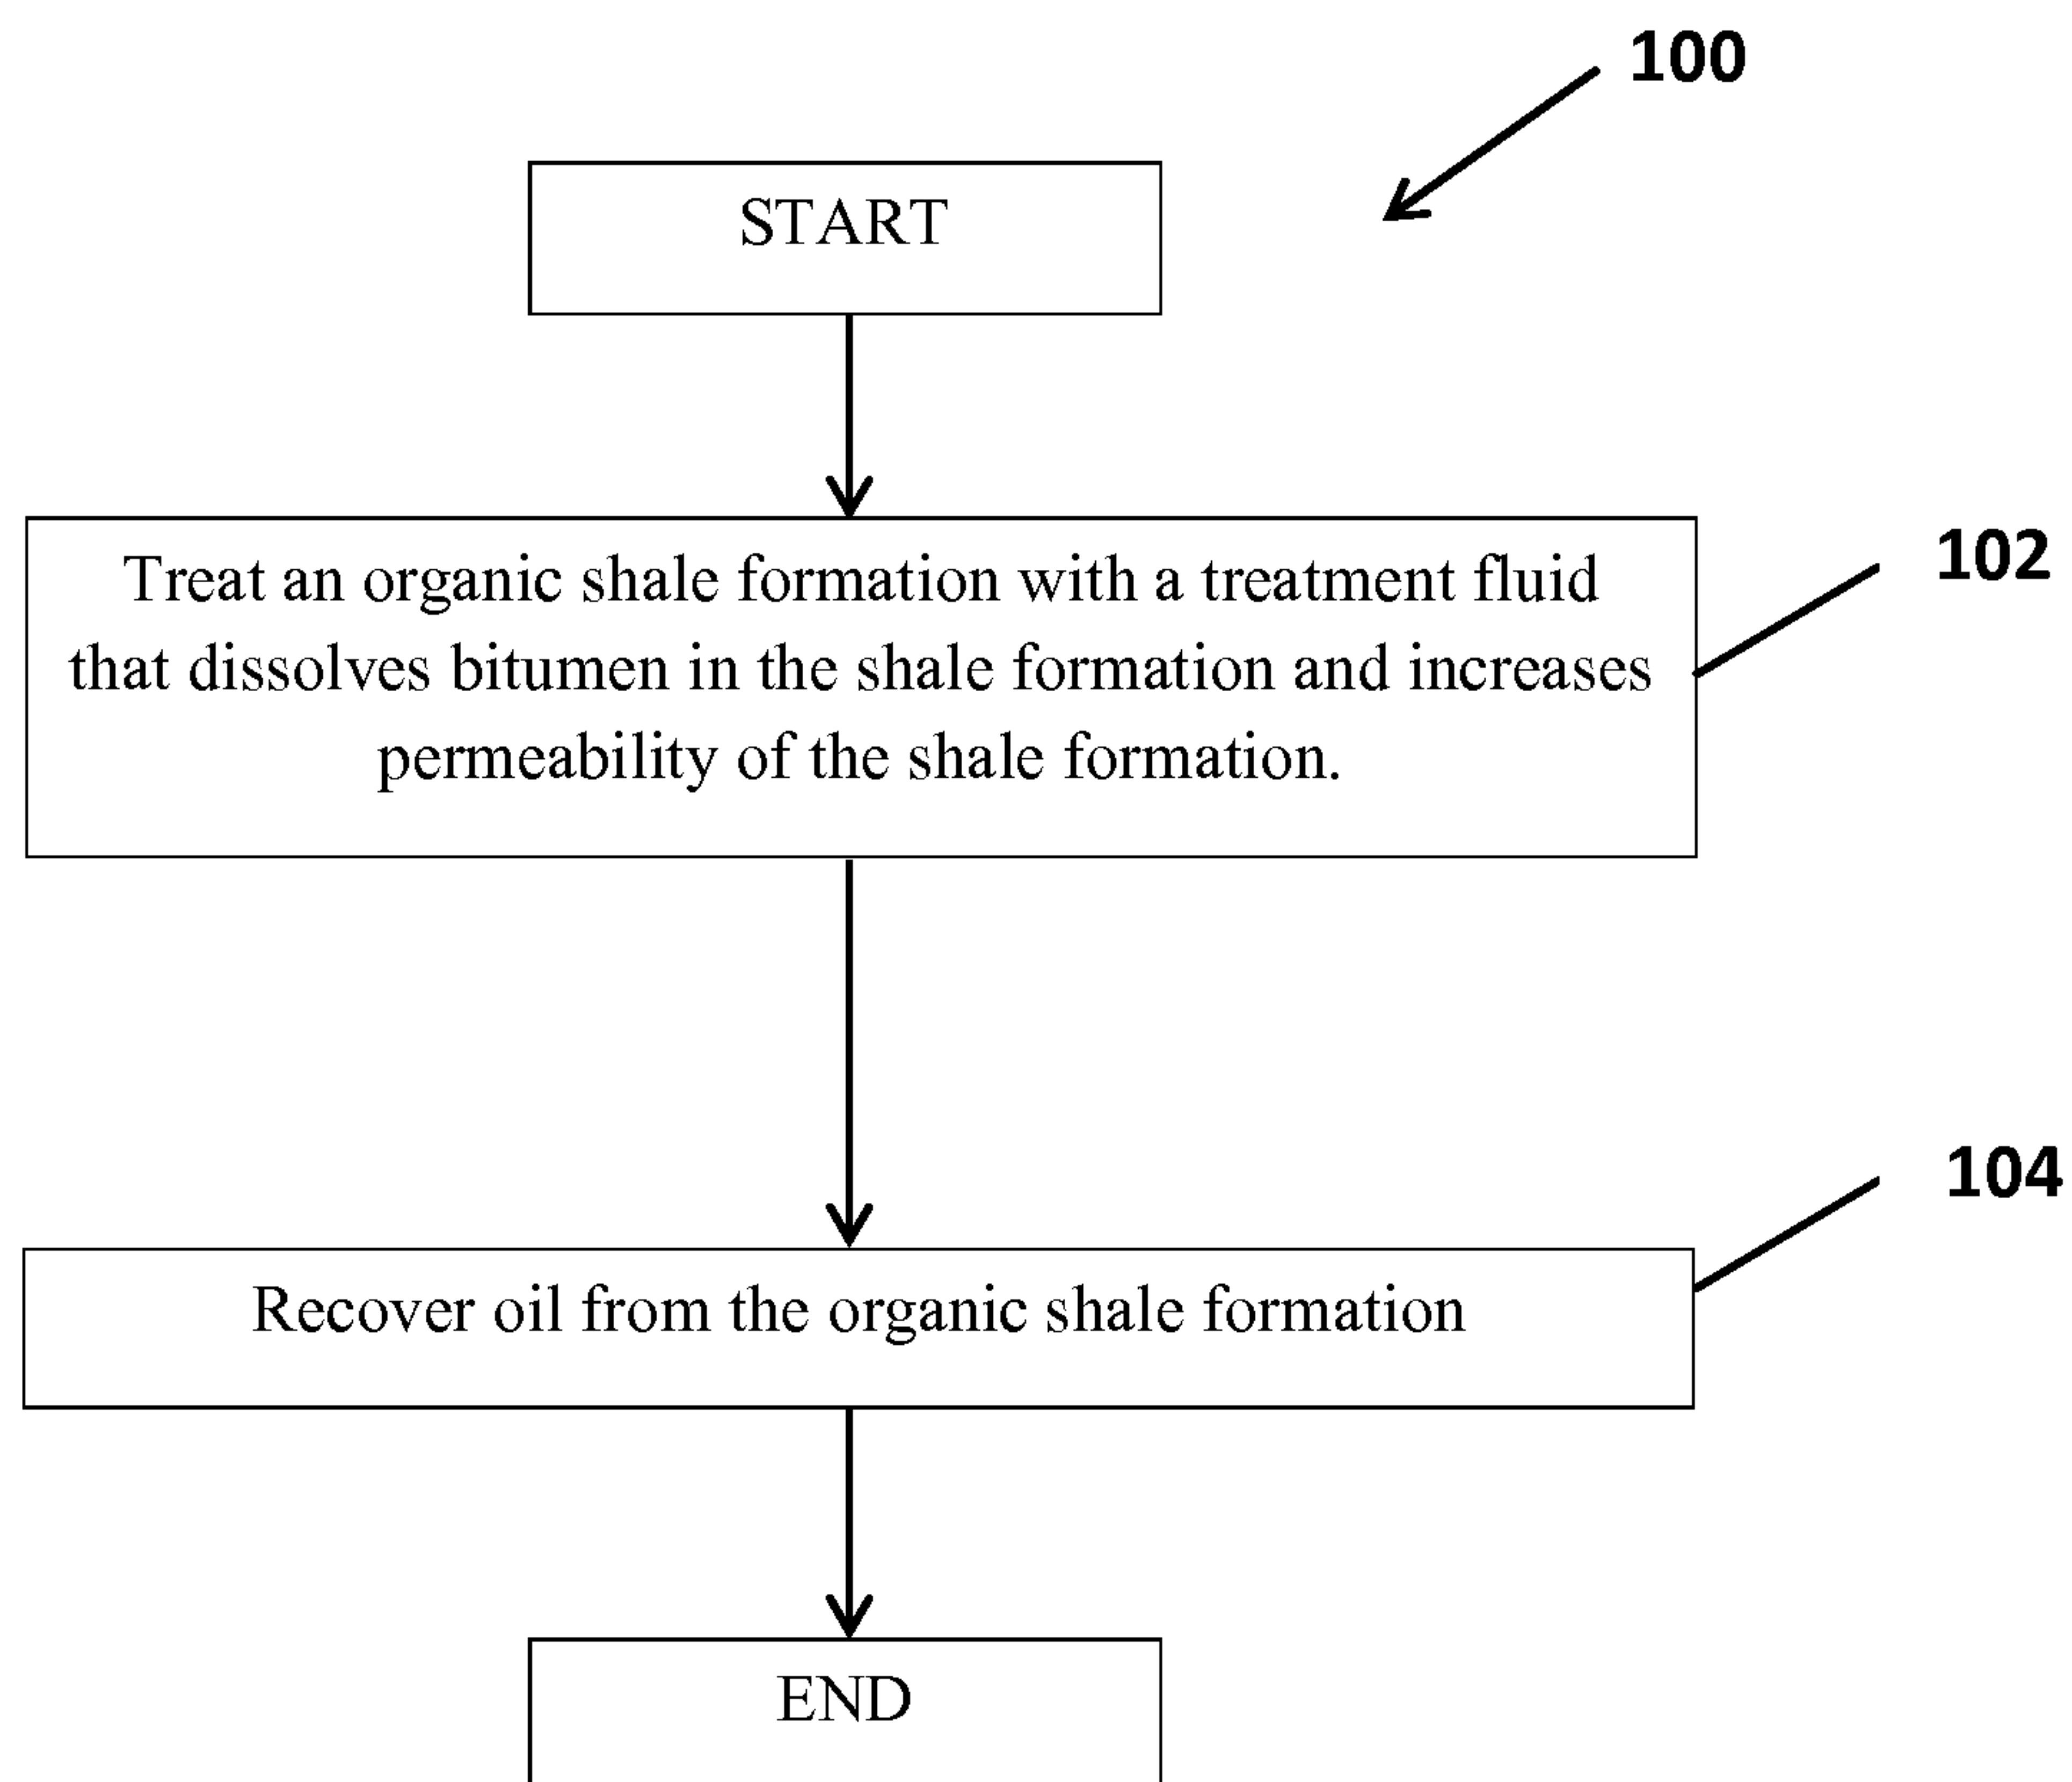 100
START
102
Treat an organic shale formation with a treatment fluid
that dissolves bitumen in the shale formation and increases
permeability of the shale formation.
104
Recover oil from the organic shale formation
END